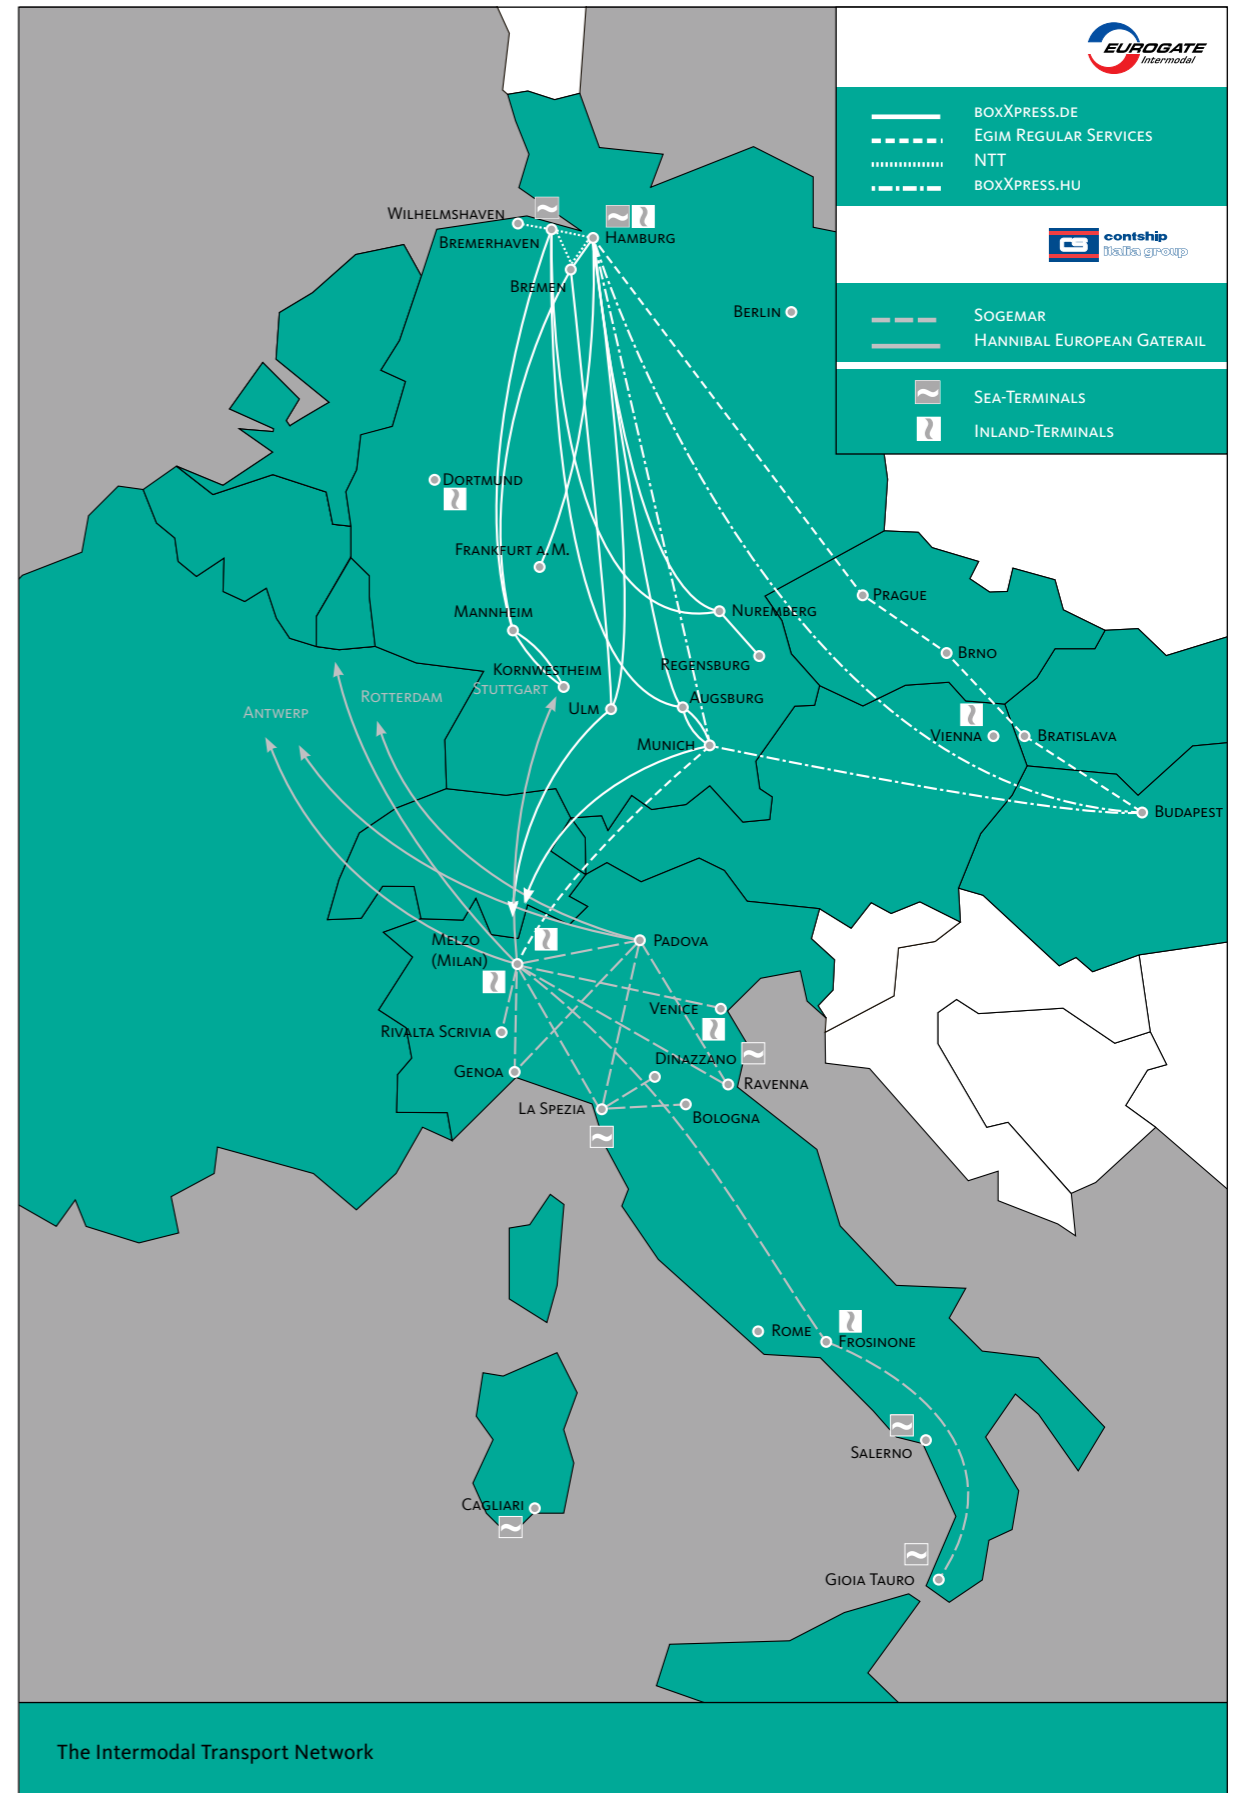 EUROGATE
Intermodal
boxXpress.de
Egim Regular Services
NTT
boxXpress.hu
contship
italia group
Sogemar
Hannibal European Gaterail
Sea-Terminals
Inland-Terminals
Wilhelmshaven
Bremerhaven
Hamburg
Bremen
Berlin
Dortmund
Frankfurt a.M.
Prague
Mannheim
Nuremberg
Brno
Kornwestheim
Regensburg
Stuttgart
Rotterdam
Augsburg
Antwerp
Ulm
Vienna
Bratislava
Munich
Budapest
Melzo
(Milan)
Padova
Venice
Rivalta Scrivia
Dinazzano
Genoa
Ravenna
La Spezia
Bologna
Rome
Frosinone
Salerno
Cagliari
Gioia Tauro
The Intermodal Transport Network